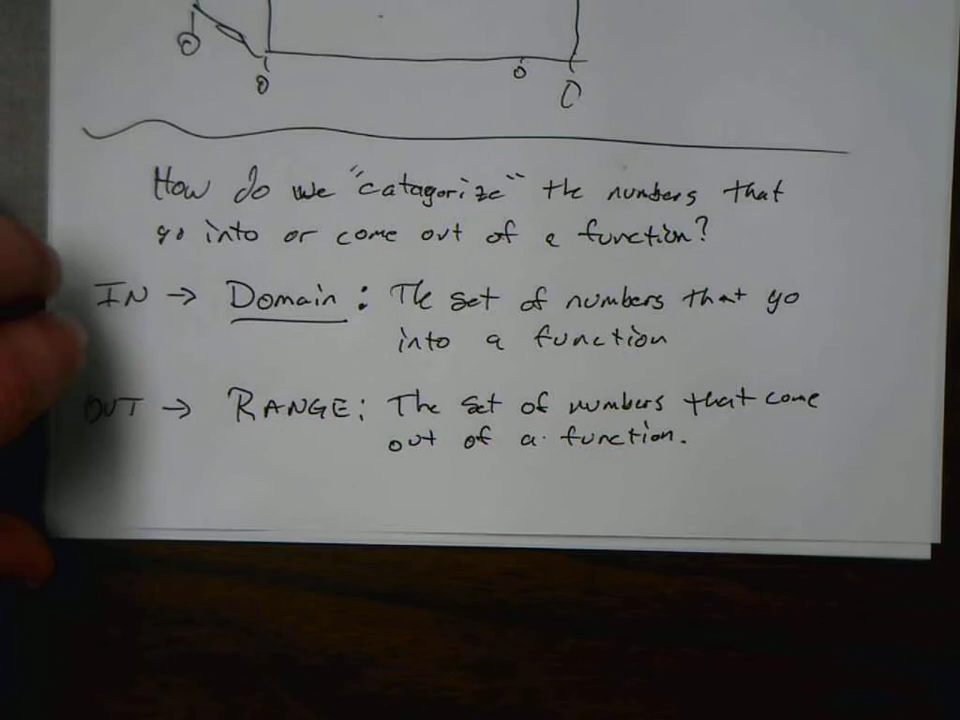 How do we "catagorize" the numbers that
go into or come out of a function?
IN → Domain: The set of numbers that go
into a function
OUT → RANGE: The set of numbers that come
out of a function.